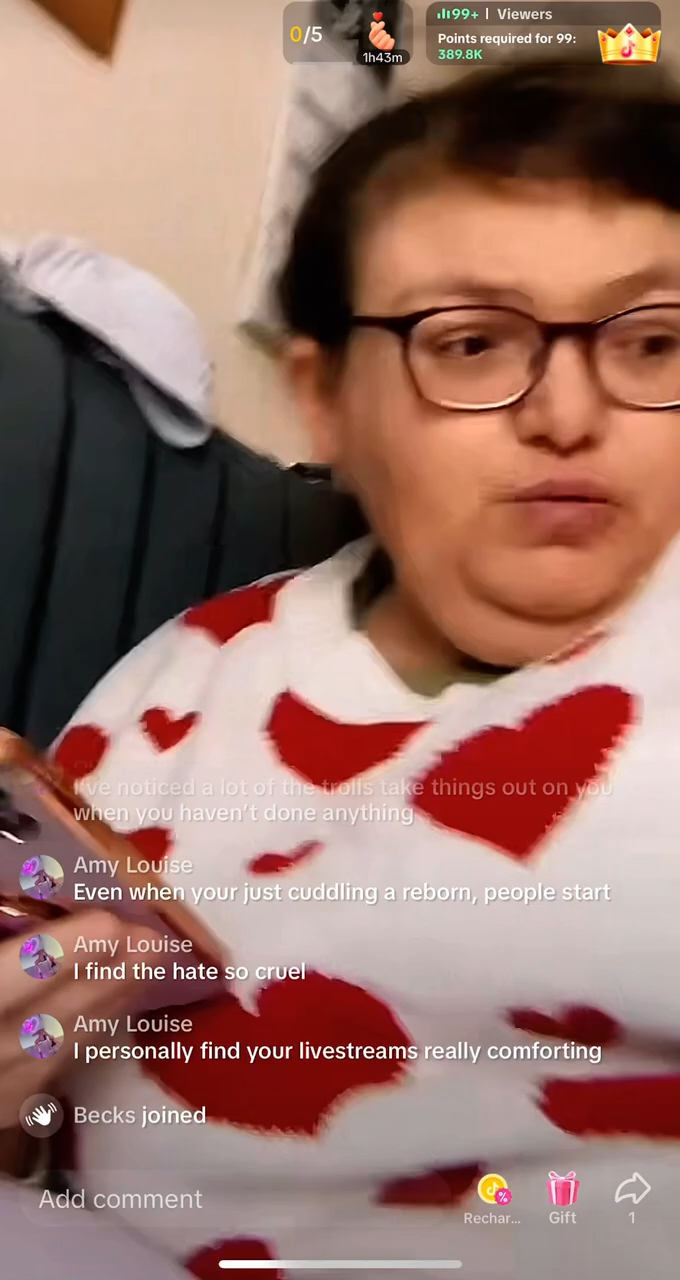 0/5
1h43m
99+ | Viewers
Points required for 99:
389.8K
I've noticed a lot of the trolls take things out on you
when you haven't done anything
Amy Louise
Even when your just cuddling a reborn, people start
Amy Louise
I find the hate so cruel
Amy Louise
I personally find your livestreams really comforting
Becks joined
Add comment
Rechar...
Gift
1